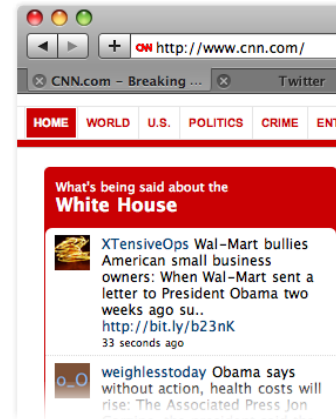 CNN http://www.cnn.com/
CNN.com – Breaking ... Twitter
HOME WORLD U.S. POLITICS CRIME ENT
What's being said about the
White House
XTensiveOps Wal-Mart bullies
American small business
owners: When Wal-Mart sent a
letter to President Obama two
weeks ago su..
http://bit.ly/b23nK
33 seconds ago
o_O
weighlesstoday Obama says
without action, health costs will
rise: The Associated Press Jon